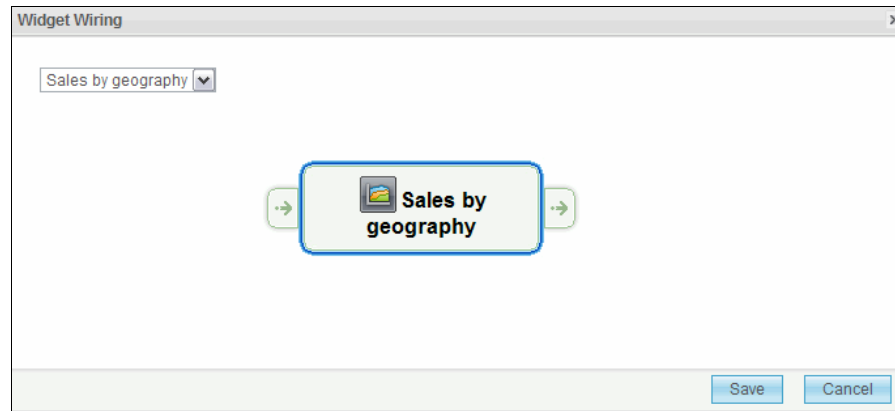 Widget Wiring
Sales by geography
Sales by
geography
Save
Cancel